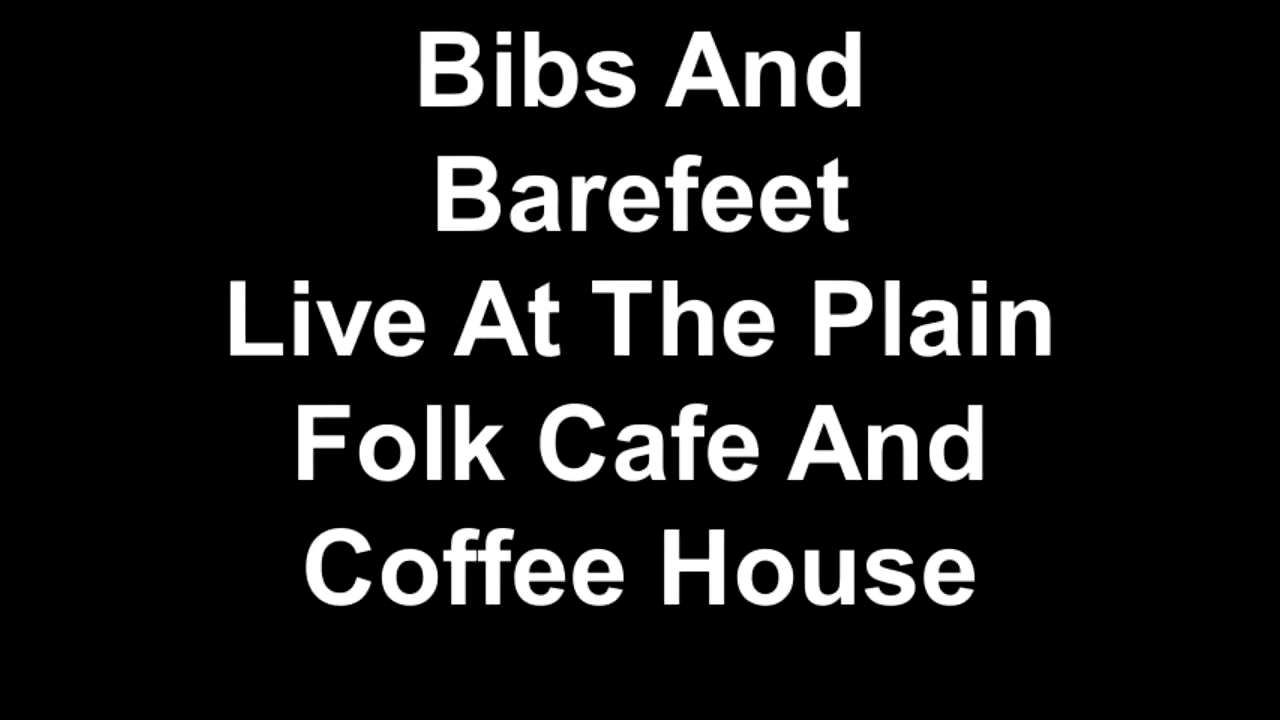 Bibs And
Barefeet
Live At The Plain
Folk Cafe And
Coffee House